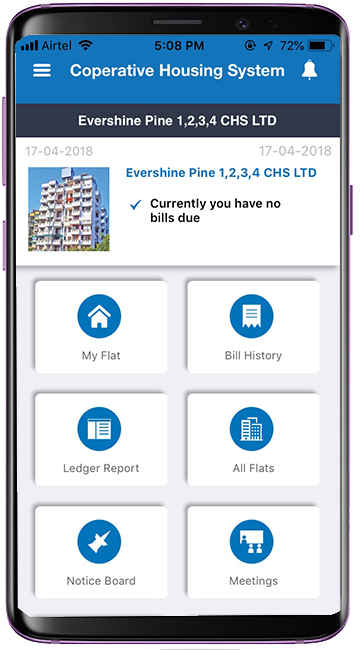 Airtel 5:08 PM 72%
Coperative Housing System
Evershine Pine 1,2,3,4 CHS LTD
17-04-2018 17-04-2018
Evershine Pine 1,2,3,4 CHS LTD
Currently you have no
bills due
My Flat Bill History
Ledger Report All Flats
Notice Board Meetings